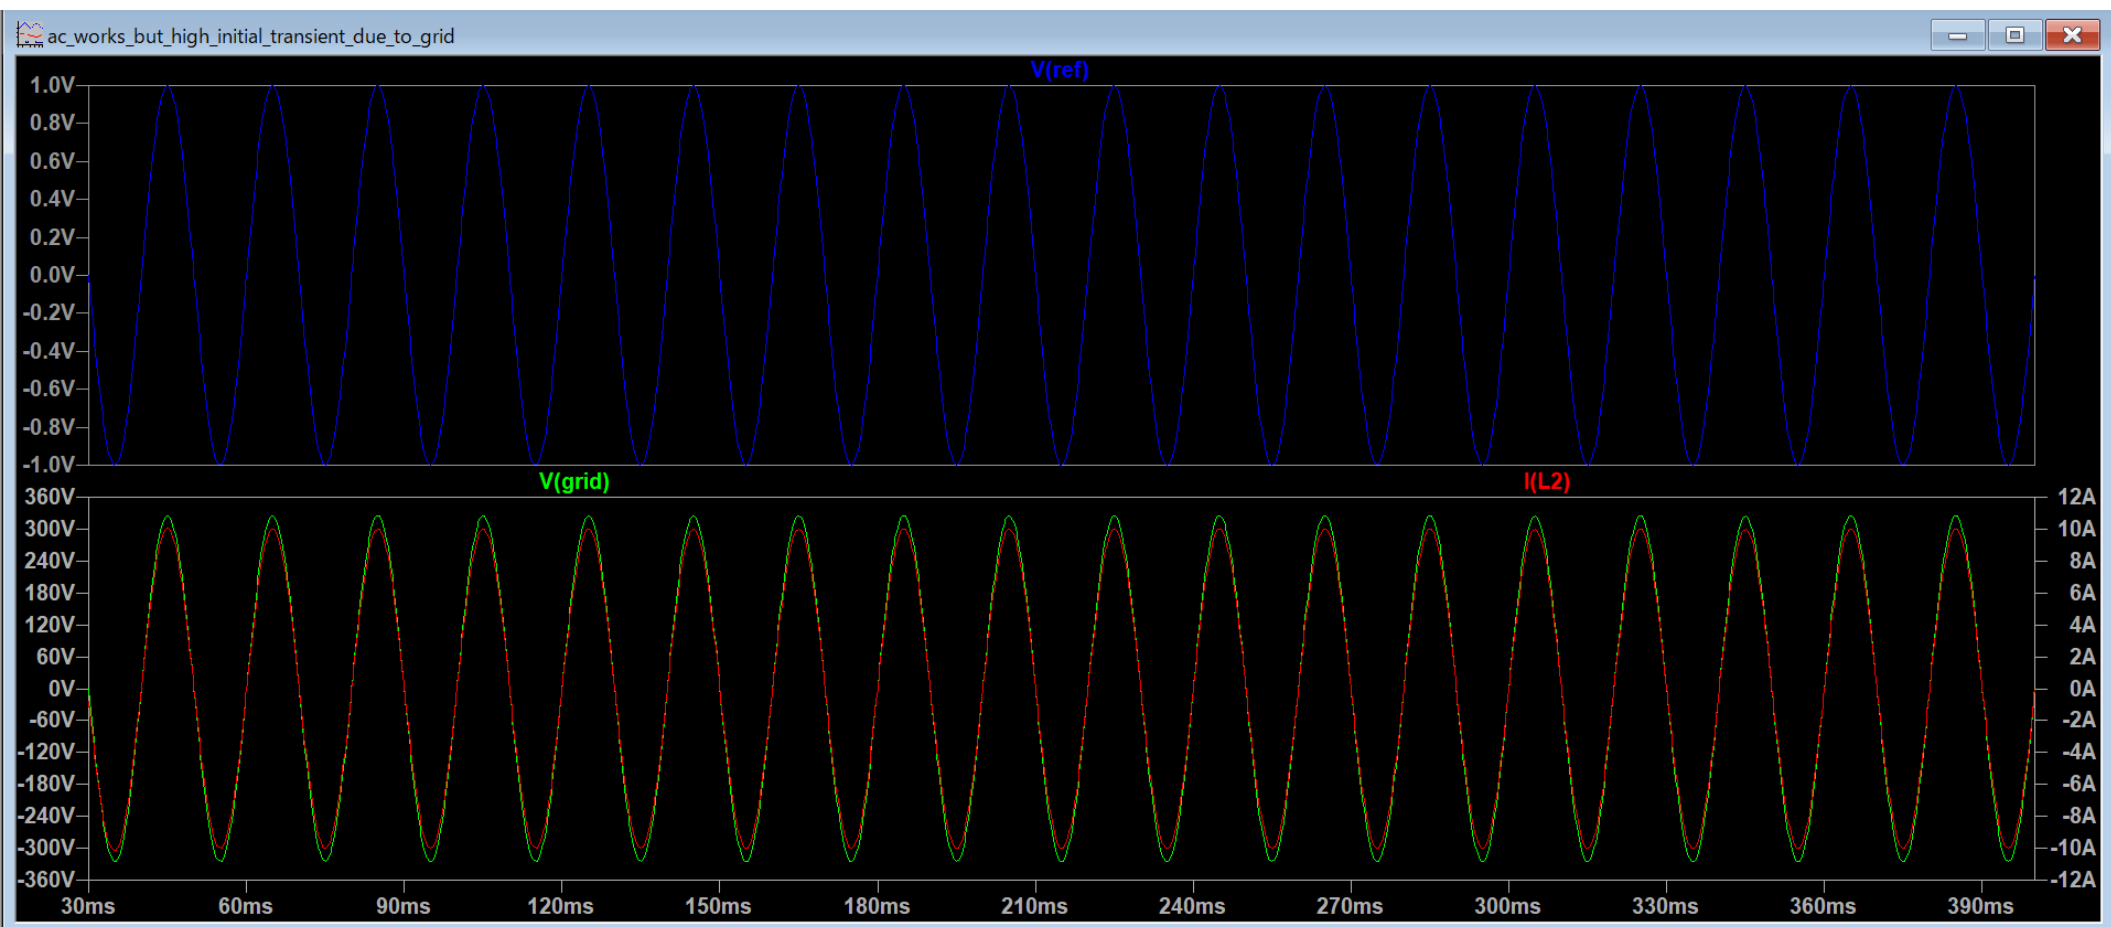 ac_works_but_high_initial_transient_due_to_grid
V(ref)
1.0V
0.8V
0.6V
0.4V
0.2V
0.0V
-0.2V
-0.4V
-0.6V
-0.8V
-1.0V
V(grid) I(L2)
360V 12A
300V 10A
240V 8A
180V 6A
120V 4A
60V 2A
0V 0A
-60V -2A
-120V -4A
-180V -6A
-240V -8A
-300V -10A
-360V -12A
30ms 60ms 90ms 120ms 150ms 180ms 210ms 240ms 270ms 300ms 330ms 360ms 390ms